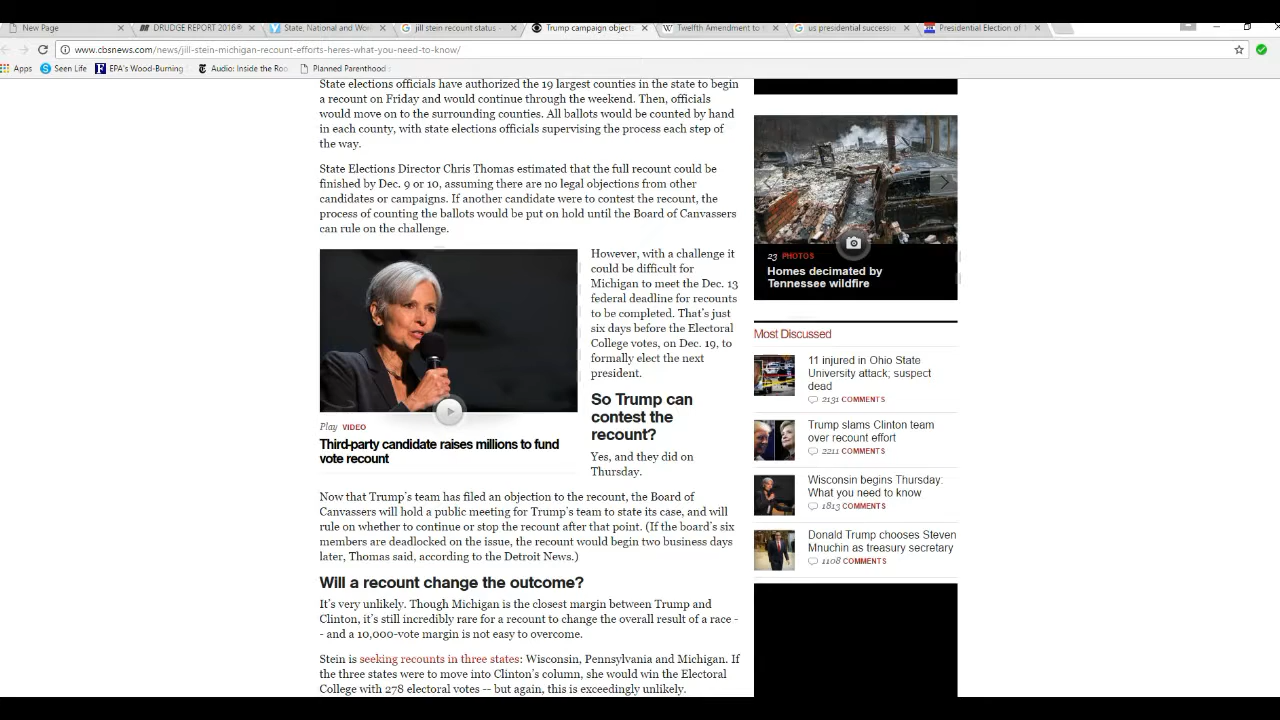 New Page
DRUDGE REPORT 2016®
State, National and Wor
jill stein recount status -
Trump campaign object
Twelfth Amendment to
us presidential successi
Presidential Election of 1
www.cbsnews.com/news/jill-stein-michigan-recount-efforts-heres-what-you-need-to-know/
Apps
Seen Life
EPA's Wood-Burning
Audio: Inside the Roo
Planned Parenthood
State elections officials have authorized the 19 largest counties in the state to begin
a recount on Friday and would continue through the weekend. Then, officials
would move on to the surrounding counties. All ballots would be counted by hand
in each county, with state elections officials supervising the process each step of
the way.
State Elections Director Chris Thomas estimated that the full recount could be
finished by Dec. 9 or 10, assuming there are no legal objections from other
candidates or campaigns. If another candidate were to contest the recount, the
process of counting the ballots would be put on hold until the Board of Canvassers
can rule on the challenge.
However, with a challenge it
could be difficult for
Michigan to meet the Dec. 13
federal deadline for recounts
to be completed. That's just
six days before the Electoral
College votes, on Dec. 19, to
formally elect the next
president.
Play VIDEO
Third-party candidate raises millions to fund
vote recount
So Trump can
contest the
recount?
Yes, and they did on
Thursday.
Now that Trump's team has filed an objection to the recount, the Board of
Canvassers will hold a public meeting for Trump's team to state its case, and will
rule on whether to continue or stop the recount after that point. (If the board's six
members are deadlocked on the issue, the recount would begin two business days
later, Thomas said, according to the Detroit News.)
Will a recount change the outcome?
It's very unlikely. Though Michigan is the closest margin between Trump and
Clinton, it's still incredibly rare for a recount to change the overall result of a race -
- and a 10,000-vote margin is not easy to overcome.
Stein is seeking recounts in three states: Wisconsin, Pennsylvania and Michigan. If
the three states were to move into Clinton's column, she would win the Electoral
College with 278 electoral votes -- but again, this is exceedingly unlikely.
23 PHOTOS
Homes decimated by
Tennessee wildfire
Most Discussed
11 injured in Ohio State
University attack; suspect
dead
2131 COMMENTS
Trump slams Clinton team
over recount effort
2211 COMMENTS
Wisconsin begins Thursday:
What you need to know
1813 COMMENTS
Donald Trump chooses Steven
Mnuchin as treasury secretary
1108 COMMENTS